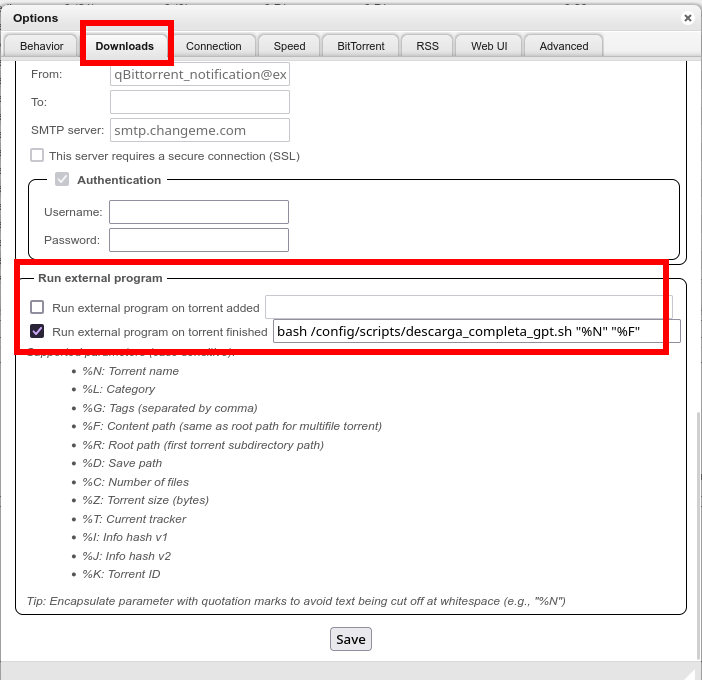 Options
Behavior Downloads Connection Speed BitTorrent RSS Web UI Advanced
From: qBittorrent_notification@ex
To:
SMTP server: smtp.changeme.com
This server requires a secure connection (SSL)
Authentication
Username:
Password:
Run external program
Run external program on torrent added
Run external program on torrent finished bash /config/scripts/descarga_completa_gpt.sh "%N" "%F"
Supported parameters (case sensitive):
• %N: Torrent name
• %L: Category
• %G: Tags (separated by comma)
• %F: Content path (same as root path for multifile torrent)
• %R: Root path (first torrent subdirectory path)
• %D: Save path
• %C: Number of files
• %Z: Torrent size (bytes)
• %T: Current tracker
• %I: Info hash v1
• %J: Info hash v2
• %K: Torrent ID
Tip: Encapsulate parameter with quotation marks to avoid text being cut off at whitespace (e.g., "%N")
Save